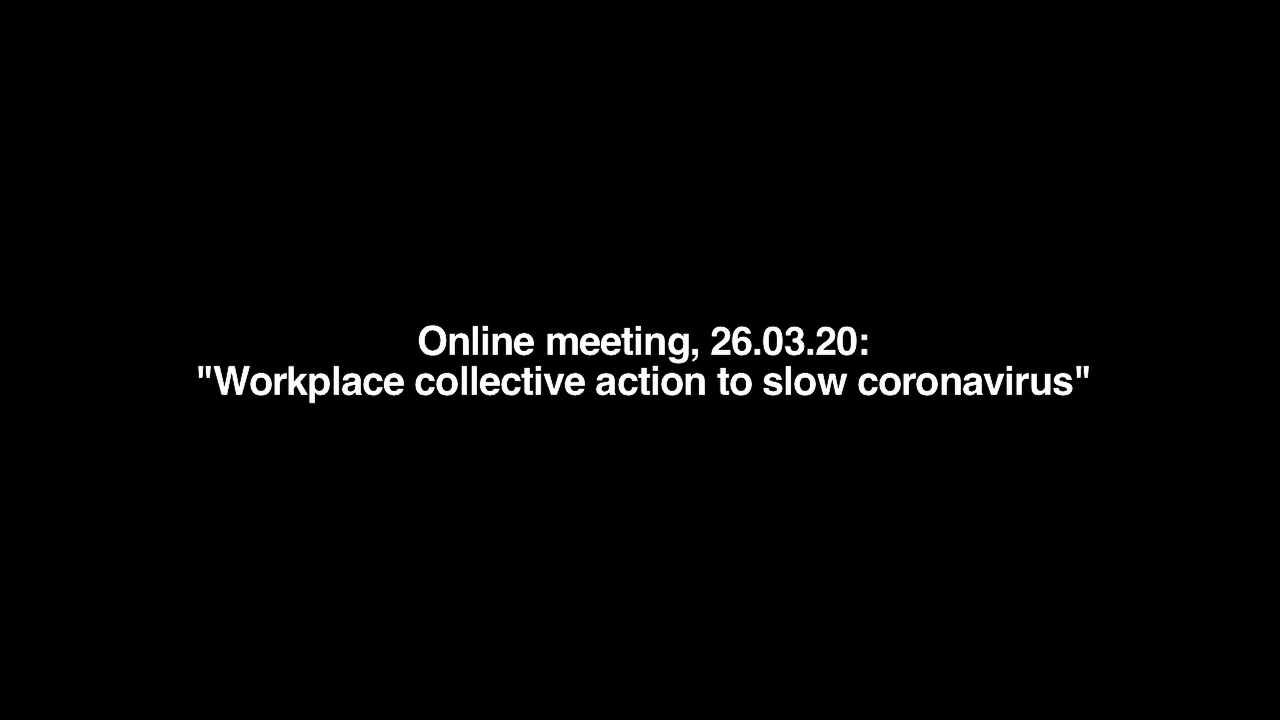 Online meeting, 26.03.20:
"Workplace collective action to slow coronavirus"